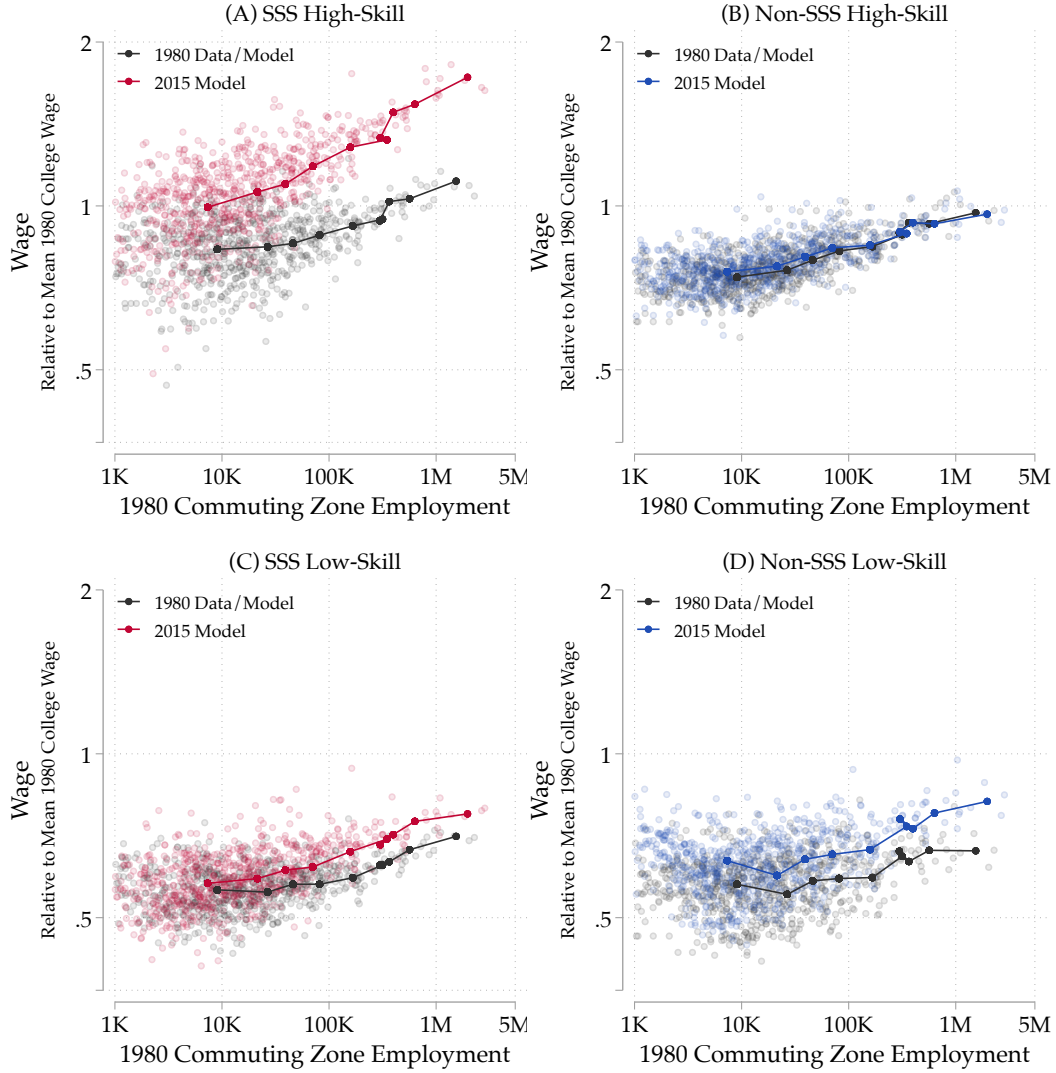 (A) SSS High-Skill
Wage
Relative to Mean 1980 College Wage
2
1
.5
1980 Data/Model
2015 Model
1K
10K
100K
1M
5M
1980 Commuting Zone Employment
(B) Non-SSS High-Skill
Wage
Relative to Mean 1980 College Wage
2
1
.5
1980 Data/Model
2015 Model
1K
10K
100K
1M
5M
1980 Commuting Zone Employment
(C) SSS Low-Skill
Wage
Relative to Mean 1980 College Wage
2
1
.5
1980 Data/Model
2015 Model
1K
10K
100K
1M
5M
1980 Commuting Zone Employment
(D) Non-SSS Low-Skill
Wage
Relative to Mean 1980 College Wage
2
1
.5
1980 Data/Model
2015 Model
1K
10K
100K
1M
5M
1980 Commuting Zone Employment